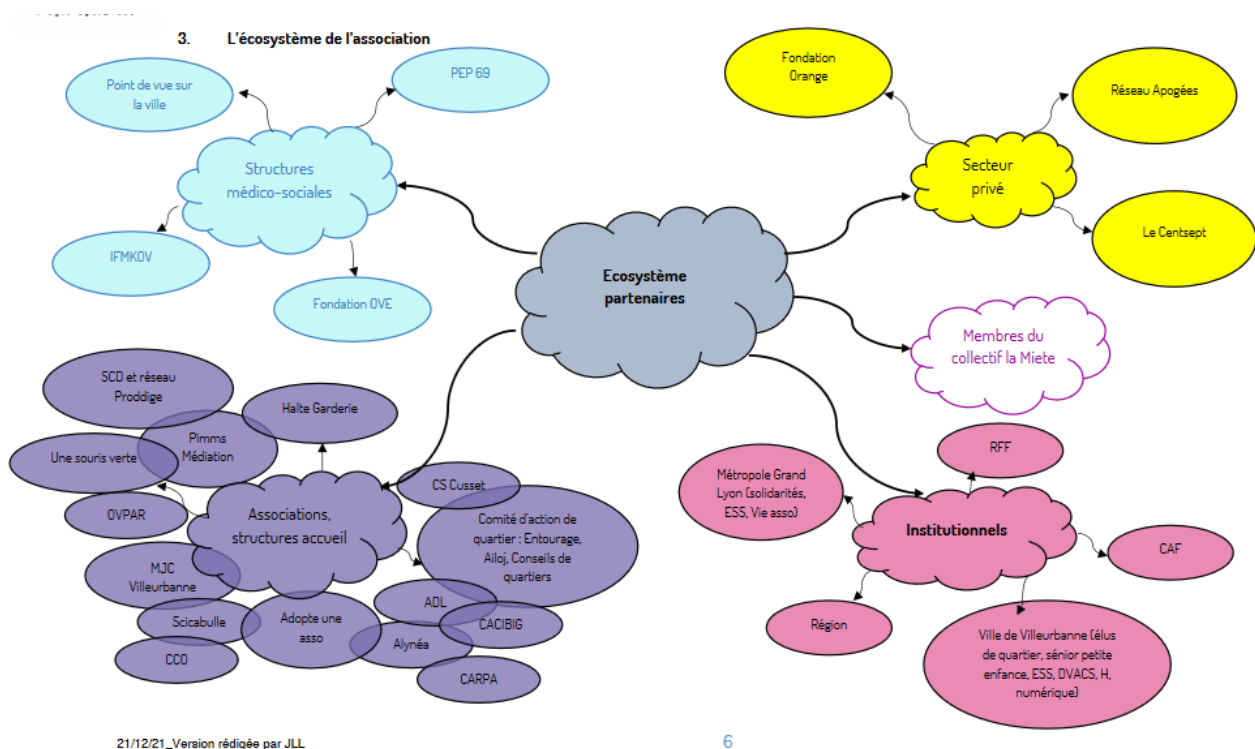 3. L'écosystème de l'association
Point de vue sur
la ville
PEP 69
Structures
médico-sociales
IFMKOV
Fondation OVE
Fondation
Orange
Réseau Apogées
Secteur
privé
Le Centsept
Ecosystème
partenaires
Membres du
collectif la Miete
SCD et réseau
Proddige
Halte Garderie
Pimms
Médiation
Une souris verte
OVPAR
Associations,
structures accueil
CS Cusset
Comité d'action de
quartier : Entourage,
Ailoj, Conseils de
quartiers
MJC
Villeurbanne
Scicabulle
CCO
Adopte une
asso
ADL
CACIBIG
Alynéa
CARPA
RFF
Métropole Grand
Lyon (solidarités,
ESS, Vie asso)
Institutionnels
CAF
Région
Ville de Villeurbanne (élus
de quartier, sénior petite
enfance, ESS, DVACS, H,
numérique)
21/12/21_Version rédigée par JLL
6